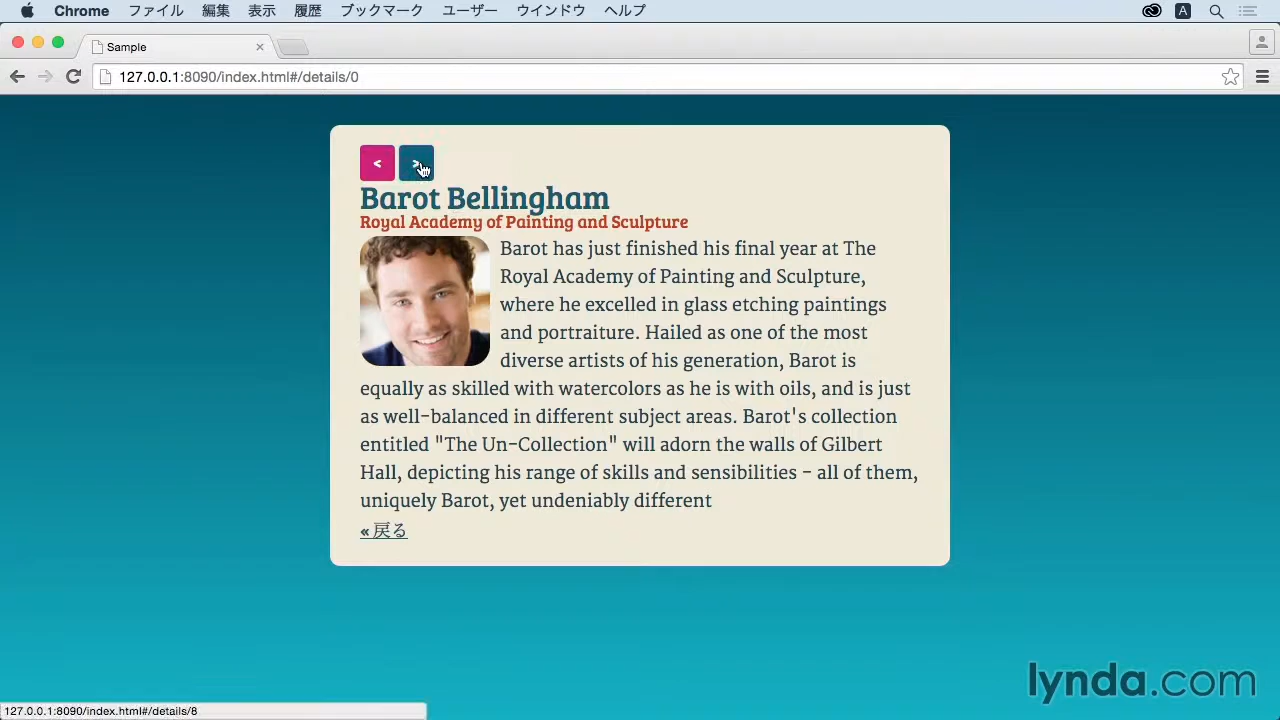 Chrome ファイル 編集 表示 履歴 ブックマーク ユーザー ウインドウ ヘルプ A
Sample
127.0.0.1:8090/index.html#/details/0
< >
Barot Bellingham
Royal Academy of Painting and Sculpture
Barot has just finished his final year at The
Royal Academy of Painting and Sculpture,
where he excelled in glass etching paintings
and portraiture. Hailed as one of the most
diverse artists of his generation, Barot is
equally as skilled with watercolors as he is with oils, and is just
as well-balanced in different subject areas. Barot's collection
entitled "The Un-Collection" will adorn the walls of Gilbert
Hall, depicting his range of skills and sensibilities - all of them,
uniquely Barot, yet undeniably different
« 戻る
lynda.com
127.0.0.1:8090/index.html#/details/8